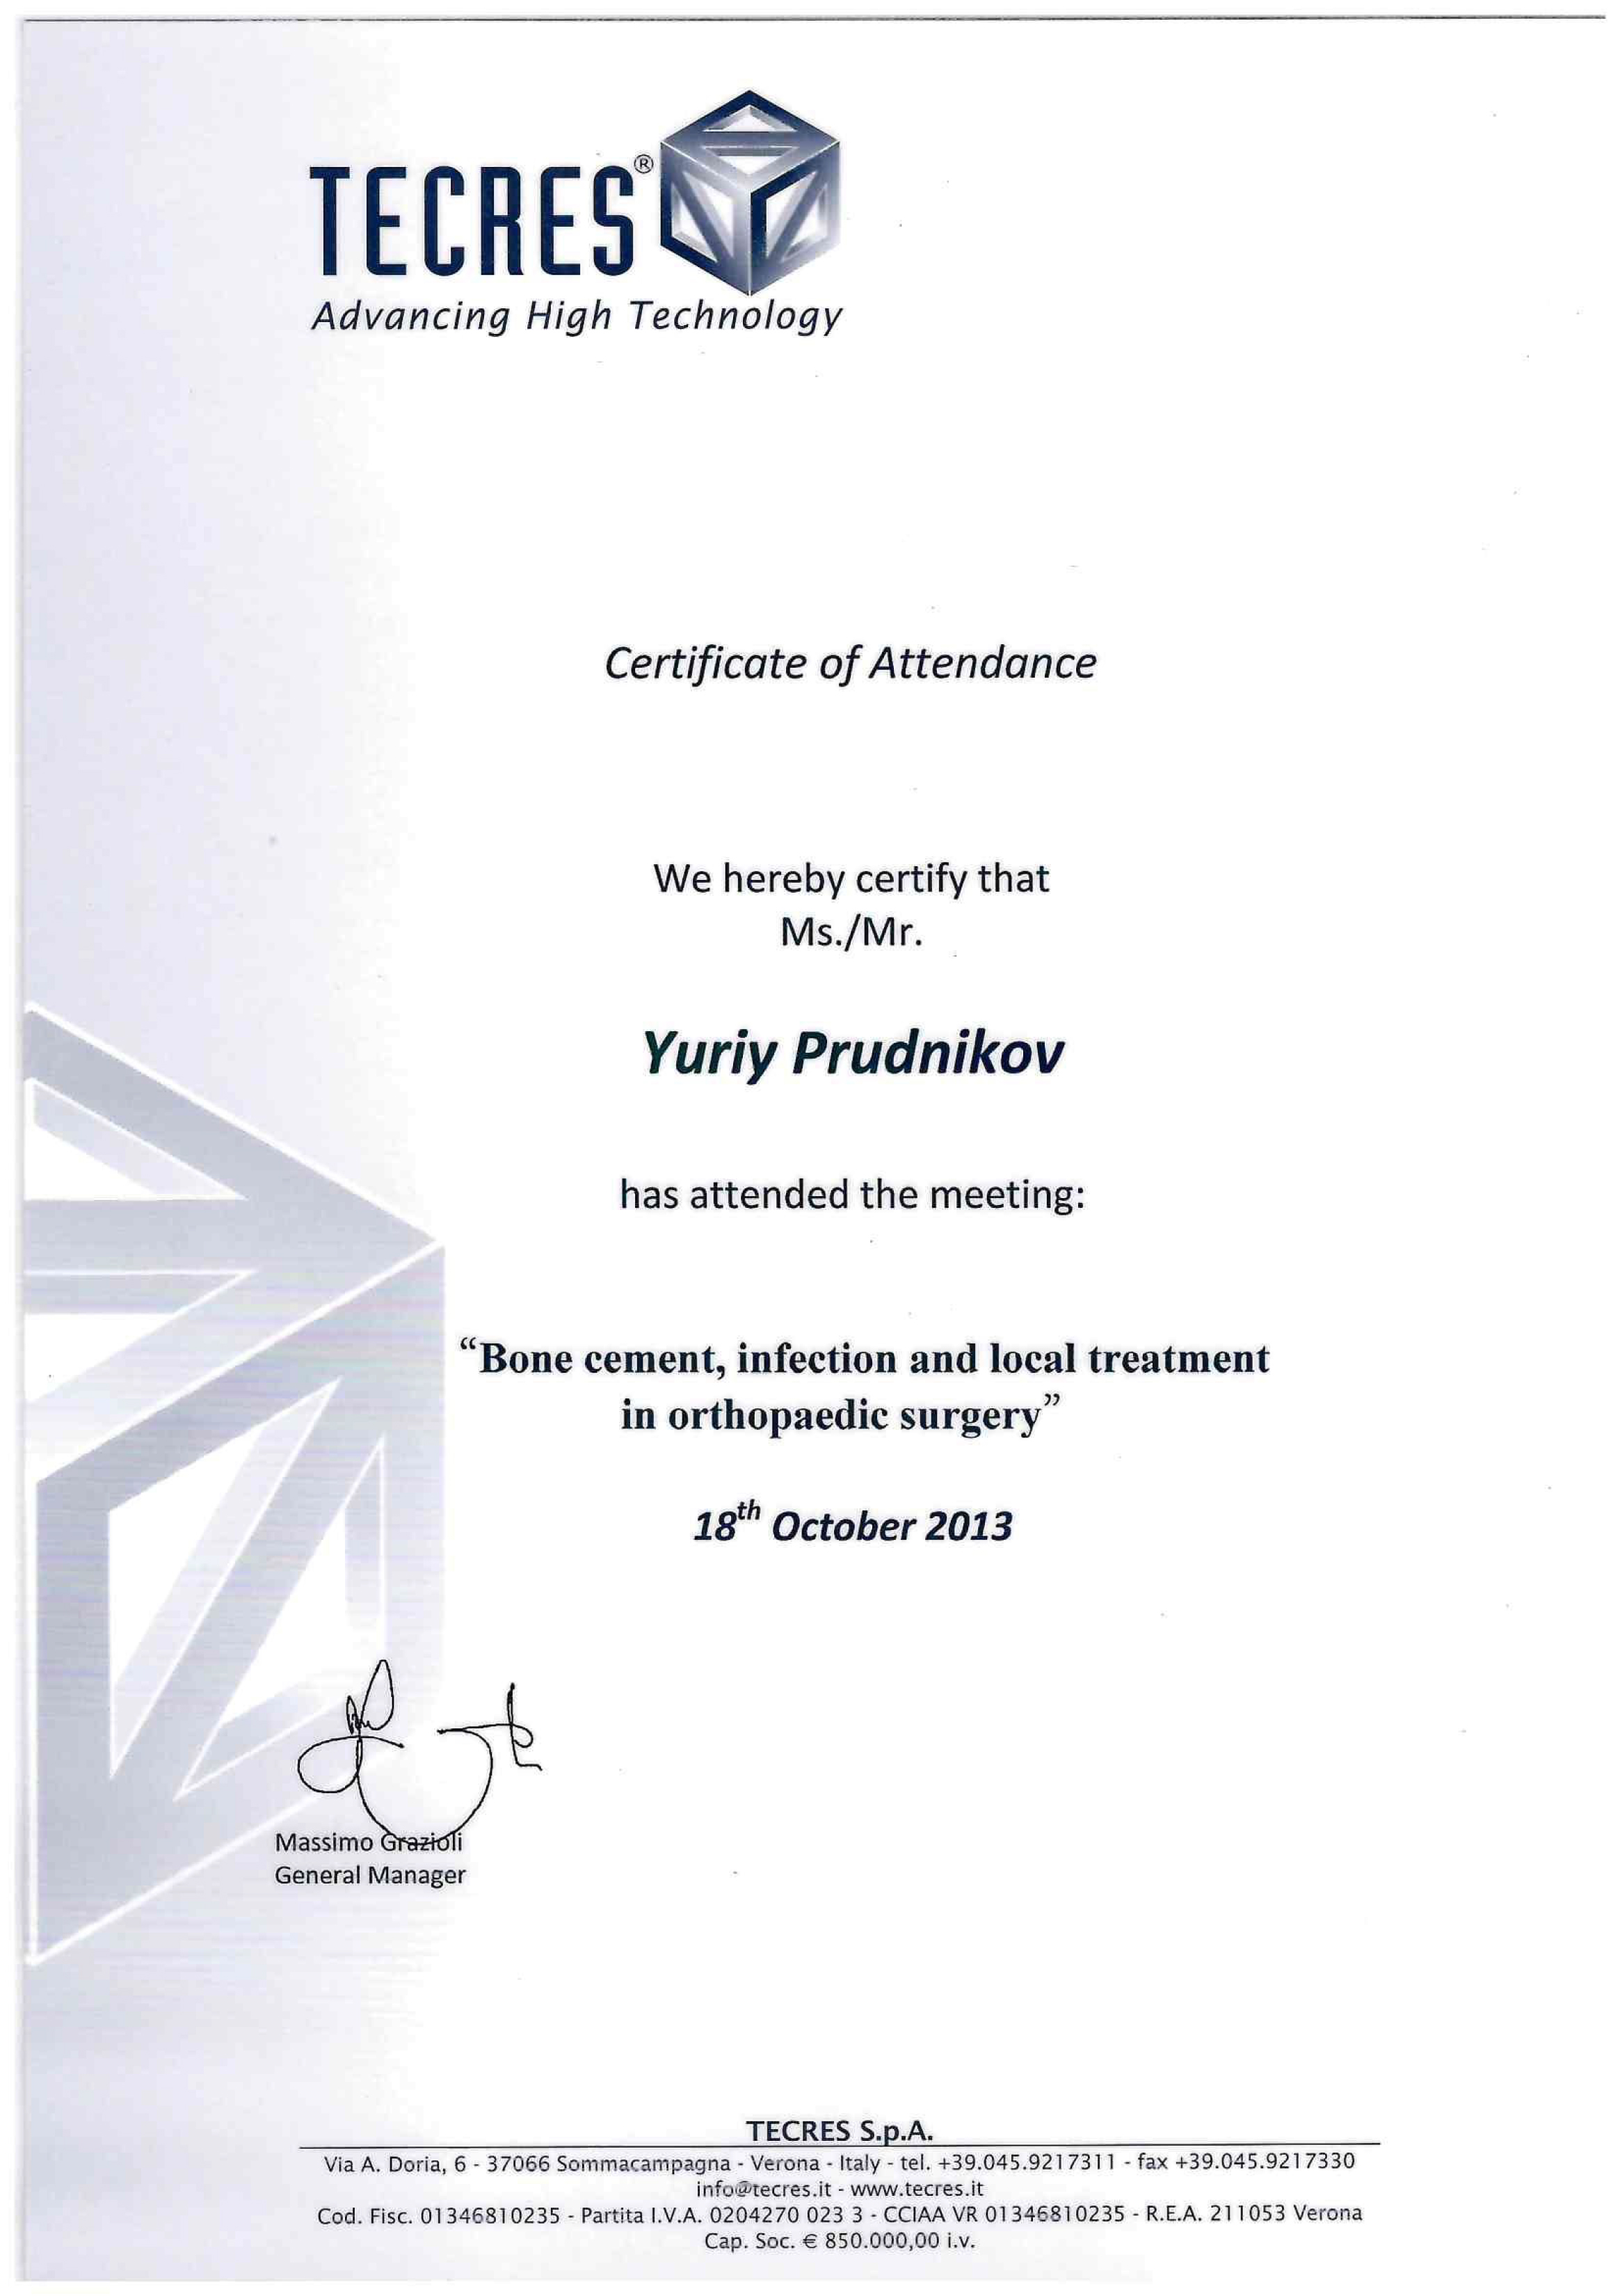 TECRES®
Advancing High Technology
Certificate of Attendance
We hereby certify that
Ms./Mr.
Yuriy Prudnikov
has attended the meeting:
“Bone cement, infection and local treatment
in orthopaedic surgery”
18th October 2013
Massimo Grazioli
General Manager
TECRES S.p.A.
Via A. Doria, 6 - 37066 Sommacampagna - Verona - Italy - tel. +39.045.9217311 - fax +39.045.9217330
info@tecres.it - www.tecres.it
Cod. Fisc. 01346810235 - Partita I.V.A. 0204270 023 3 - CCIAA VR 01346810235 - R.E.A. 211053 Verona
Cap. Soc. € 850.000,00 i.v.